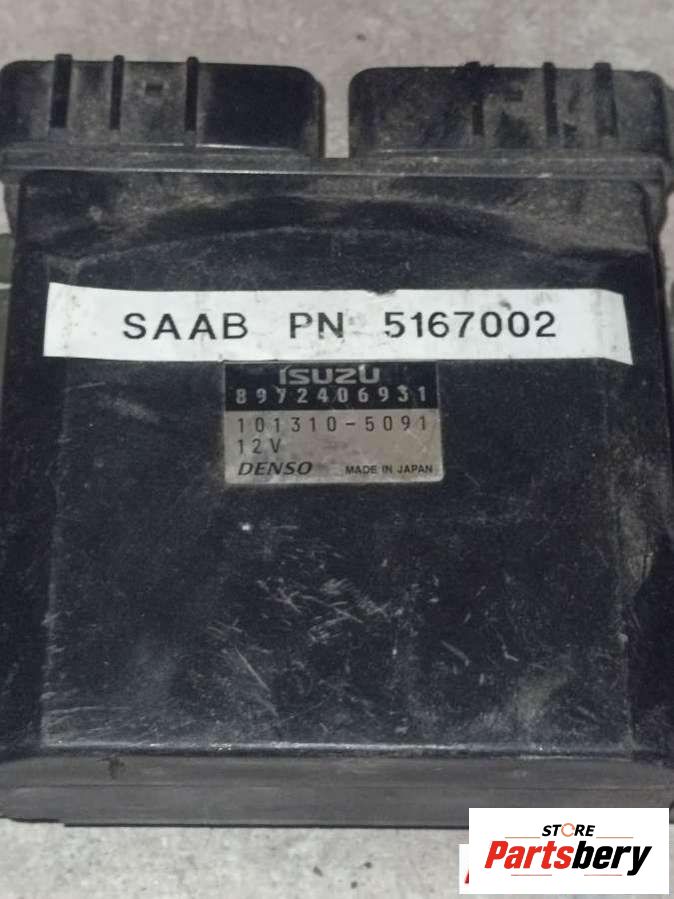 SAAB PN 5167002
ISUZU
8972406931
101310-5091
12V
DENSO MADE IN JAPAN
STORE
Partsbery